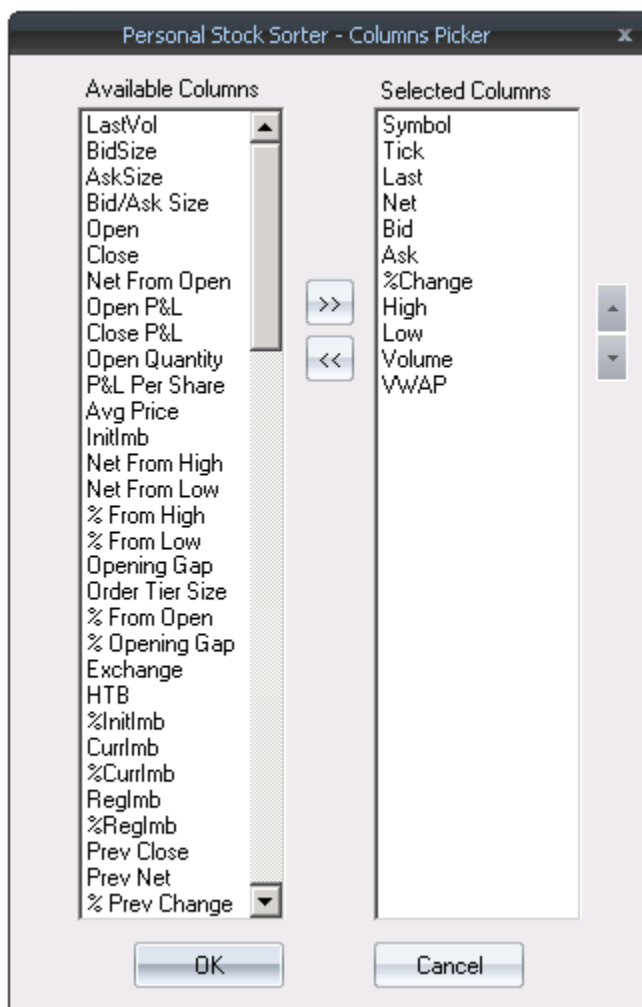 Personal Stock Sorter - Columns Picker
x
Available Columns
LastVol
BidSize
AskSize
Bid/Ask Size
Open
Close
Net From Open
Open P&L
Close P&L
Open Quantity
P&L Per Share
Avg Price
InitImb
Net From High
Net From Low
% From High
% From Low
Opening Gap
Order Tier Size
% From Open
% Opening Gap
Exchange
HTB
%InitImb
CurrImb
%CurrImb
RegImb
%RegImb
Prev Close
Prev Net
% Prev Change
>>
<<
Selected Columns
Symbol
Tick
Last
Net
Bid
Ask
%Change
High
Low
Volume
VWAP
OK
Cancel